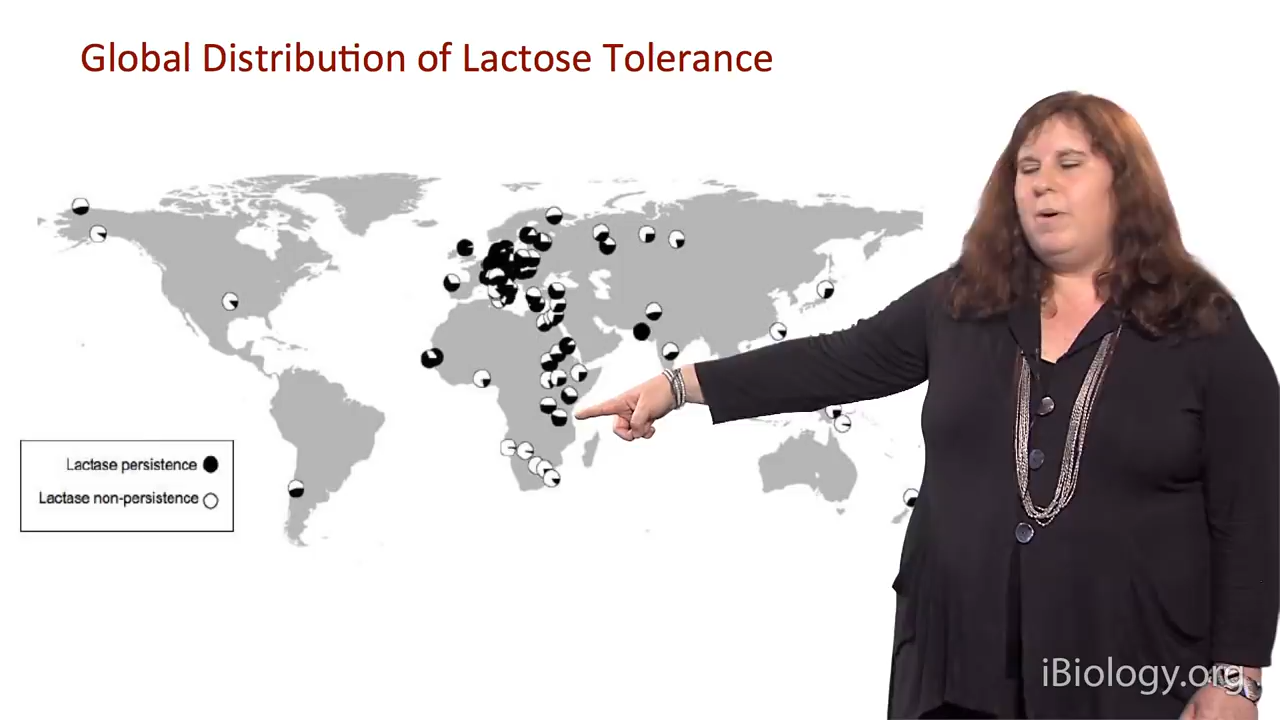 Global Distribution of Lactose Tolerance
Lactase persistence
Lactase non-persistence
iBiology.org